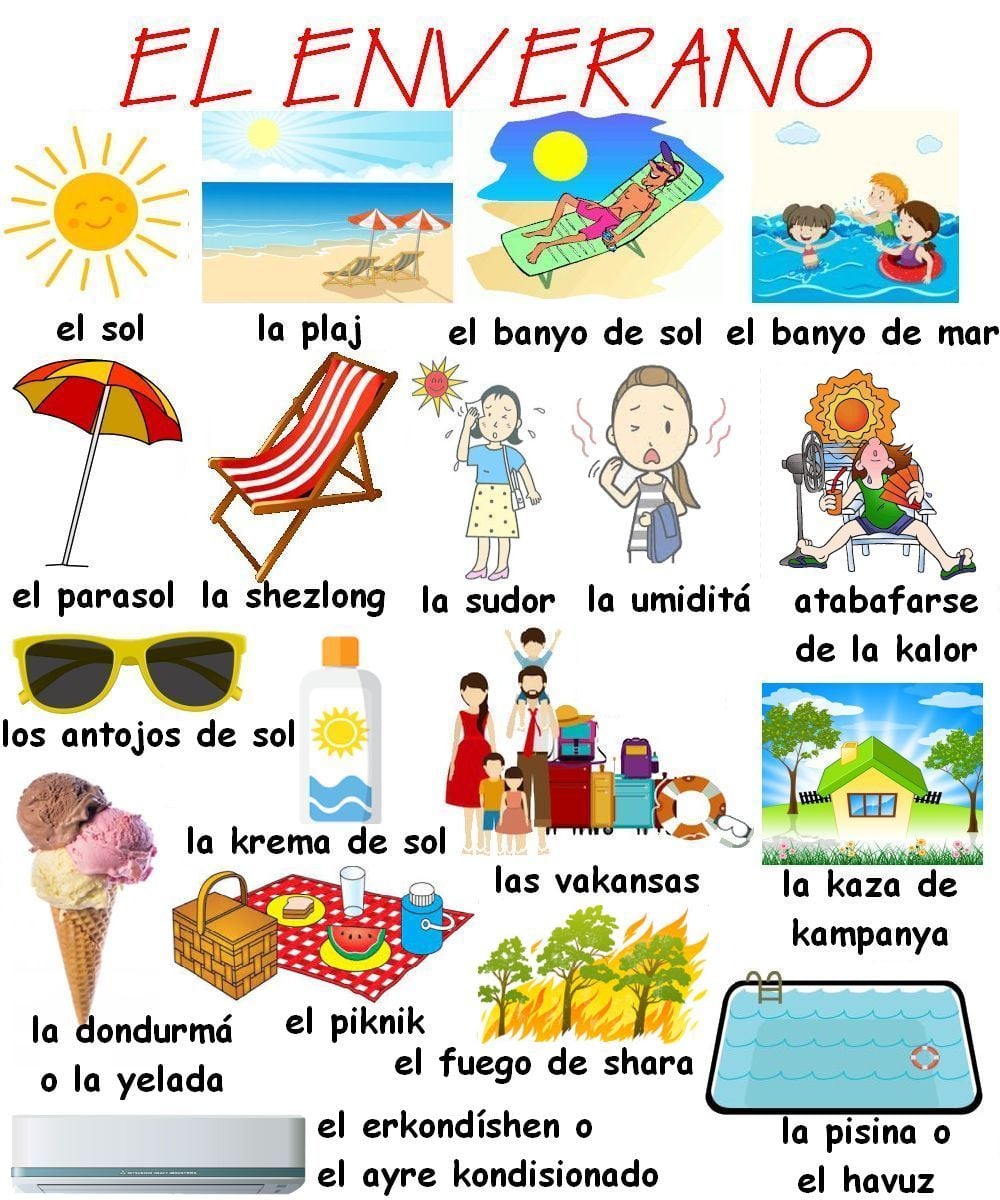 EL ENVERANO
el sol
la plaj
el banyo de sol
el banyo de mar
el parasol
la shezlong
la sudor
la umiditá
atabafarse
de la kalor
los antojos de sol
la krema de sol
las vakansas
la kaza de
kampanya
la dondurmá
o la yelada
el piknik
el fuego de shara
la pisina o
el havuz
el erkondíshen o
el ayre kondisionado
MITSUBISHI HEAVY INDUSTRIES